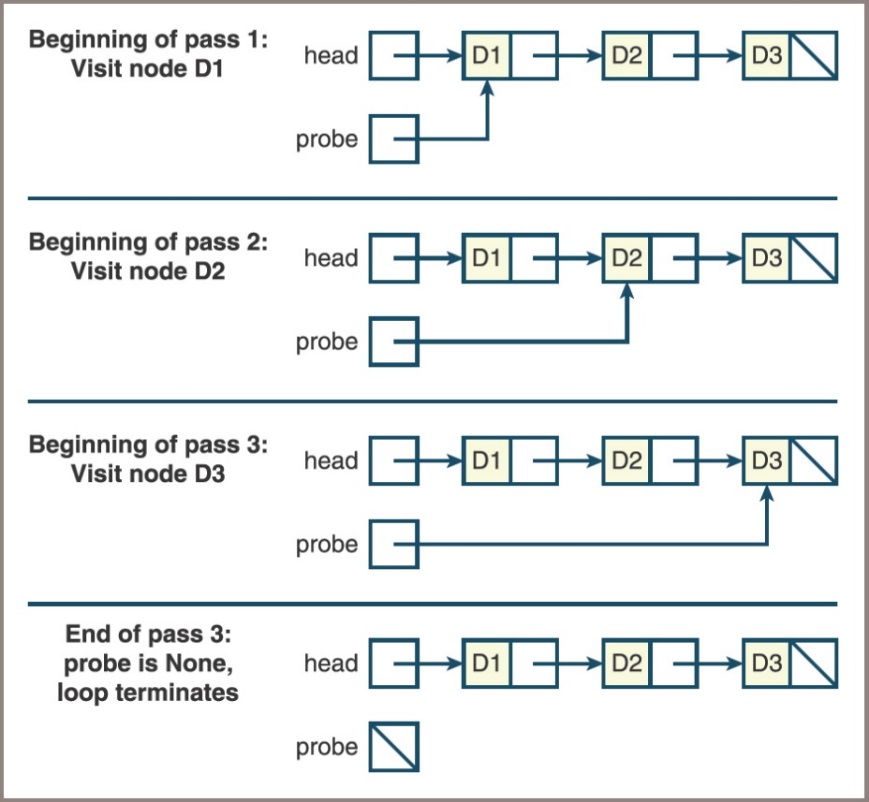 Beginning of pass 1:
Visit node D1
head
D1
D2
D3
probe
Beginning of pass 2:
Visit node D2
head
D1
D2
D3
probe
Beginning of pass 3:
Visit node D3
head
D1
D2
D3
probe
End of pass 3:
probe is None,
loop terminates
head
D1
D2
D3
probe